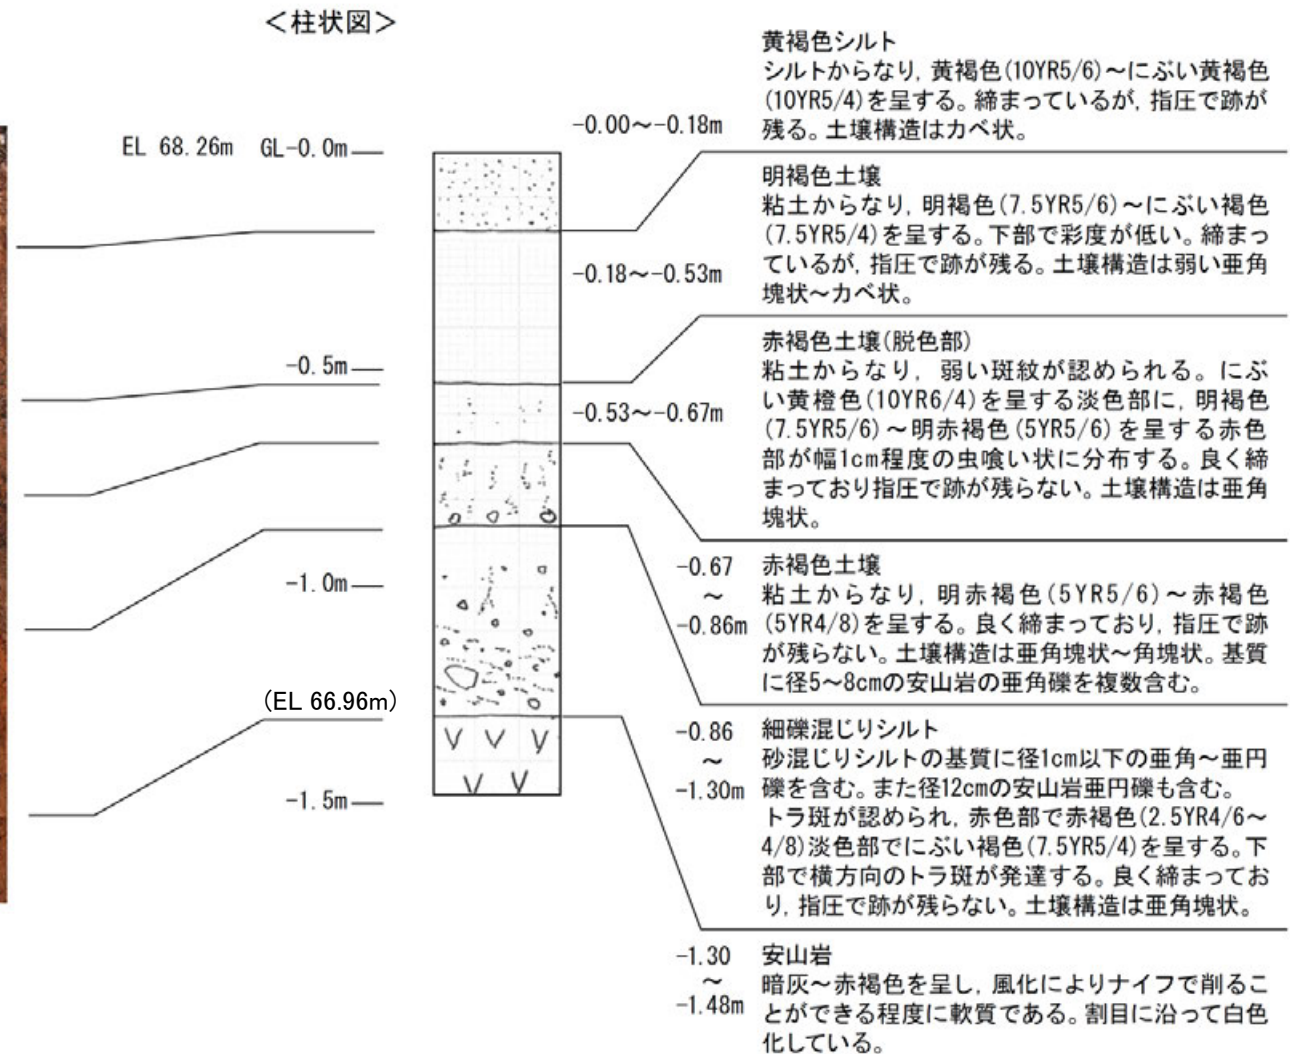 ＜柱状図＞
EL 68.26m GL-0.0m
-0.5m
-1.0m
(EL 66.96m)
-1.5m
-0.00～-0.18m
黄褐色シルト
シルトからなり, 黄褐色(10YR5/6)～にぶい黄褐色
(10YR5/4)を呈する。締まっているが, 指圧で跡が
残る。土壌構造はカベ状。
-0.18～-0.53m
明褐色土壌
粘土からなり, 明褐色(7.5YR5/6)～にぶい褐色
(7.5YR5/4)を呈する。下部で彩度が低い。締まっ
ているが, 指圧で跡が残る。土壌構造は弱い亜角
塊状～カベ状。
-0.53～-0.67m
赤褐色土壌(脱色部)
粘土からなり, 弱い斑紋が認められる。にぶ
い黄橙色(10YR6/4)を呈する淡色部に, 明褐色
(7.5YR5/6)～明赤褐色(5YR5/6)を呈する赤色
部が幅1cm程度の虫喰い状に分布する。良く締
まっており指圧で跡が残らない。土壌構造は亜角
塊状。
-0.67
～
-0.86m
赤褐色土壌
粘土からなり, 明赤褐色(5YR5/6)～赤褐色
(5YR4/8)を呈する。良く締まっており, 指圧で跡
が残らない。土壌構造は亜角塊状～角塊状。基質
に径5～8cmの安山岩の亜角礫を複数含む。
-0.86
～
-1.30m
細礫混じりシルト
砂混じりシルトの基質に径1cm以下の亜角～亜円
礫を含む。また径12cmの安山岩亜円礫も含む。
トラ斑が認められ, 赤色部で赤褐色(2.5YR4/6～
4/8)淡色部でにぶい褐色(7.5YR5/4)を呈する。下
部で横方向のトラ斑が発達する。良く締まってお
り, 指圧で跡が残らない。土壌構造は亜角塊状。
-1.30
～
-1.48m
安山岩
暗灰～赤褐色を呈し, 風化によりナイフで削るこ
とができる程度に軟質である。割目に沿って白色
化している。